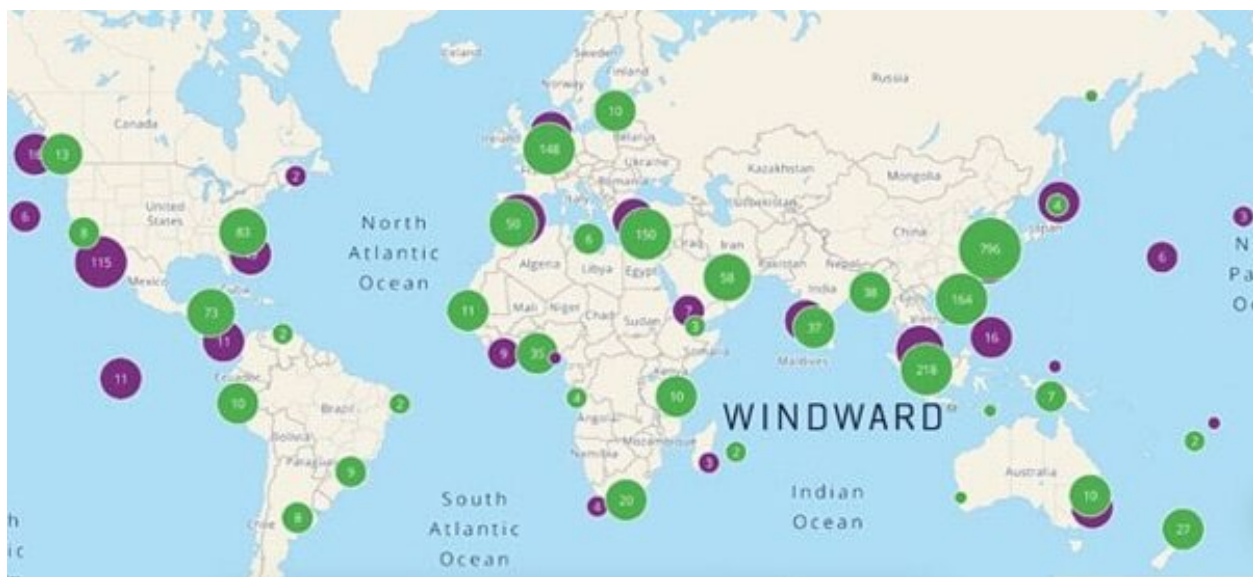 Iceland
Sweden
Finland
Norway
Russia
10
Canada
Ireland
Belarus
13
148
Ukraine
Kazakhstan
Mongolia
Romania
2
United
States
Italy
Uzbekistan
4
6
8
83
North
Atlantic
Ocean
50
6
150
Iraq
Iran
China
796
Japan
3
115
Mexico
Cuba
Algeria
Libya
Egypt
58
Pakistan
Nepal
India
38
164
6
73
11
Mali
Niger
Chad
Sudan
7
3
37
16
11
2
9
35
Somalia
Maldives
218
11
10
Brazil
2
4
Kenya
10
WINDWARD
7
Angola
Bolivia
Mozambique
2
2
Paraguay
9
Namibia
3
Australia
South
Atlantic
Ocean
4
20
Indian
Ocean
10
8
Chile
27